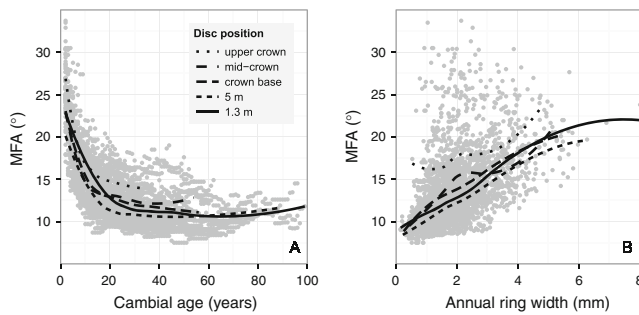 30
25
20
15
10
MFA (°)
Disc position
upper crown
mid−crown
crown base
5 m
1.3 m
A
0 20 40 60 80 100
Cambial age (years)
30
25
20
15
10
MFA (°)
B
0 2 4 6 8
Annual ring width (mm)